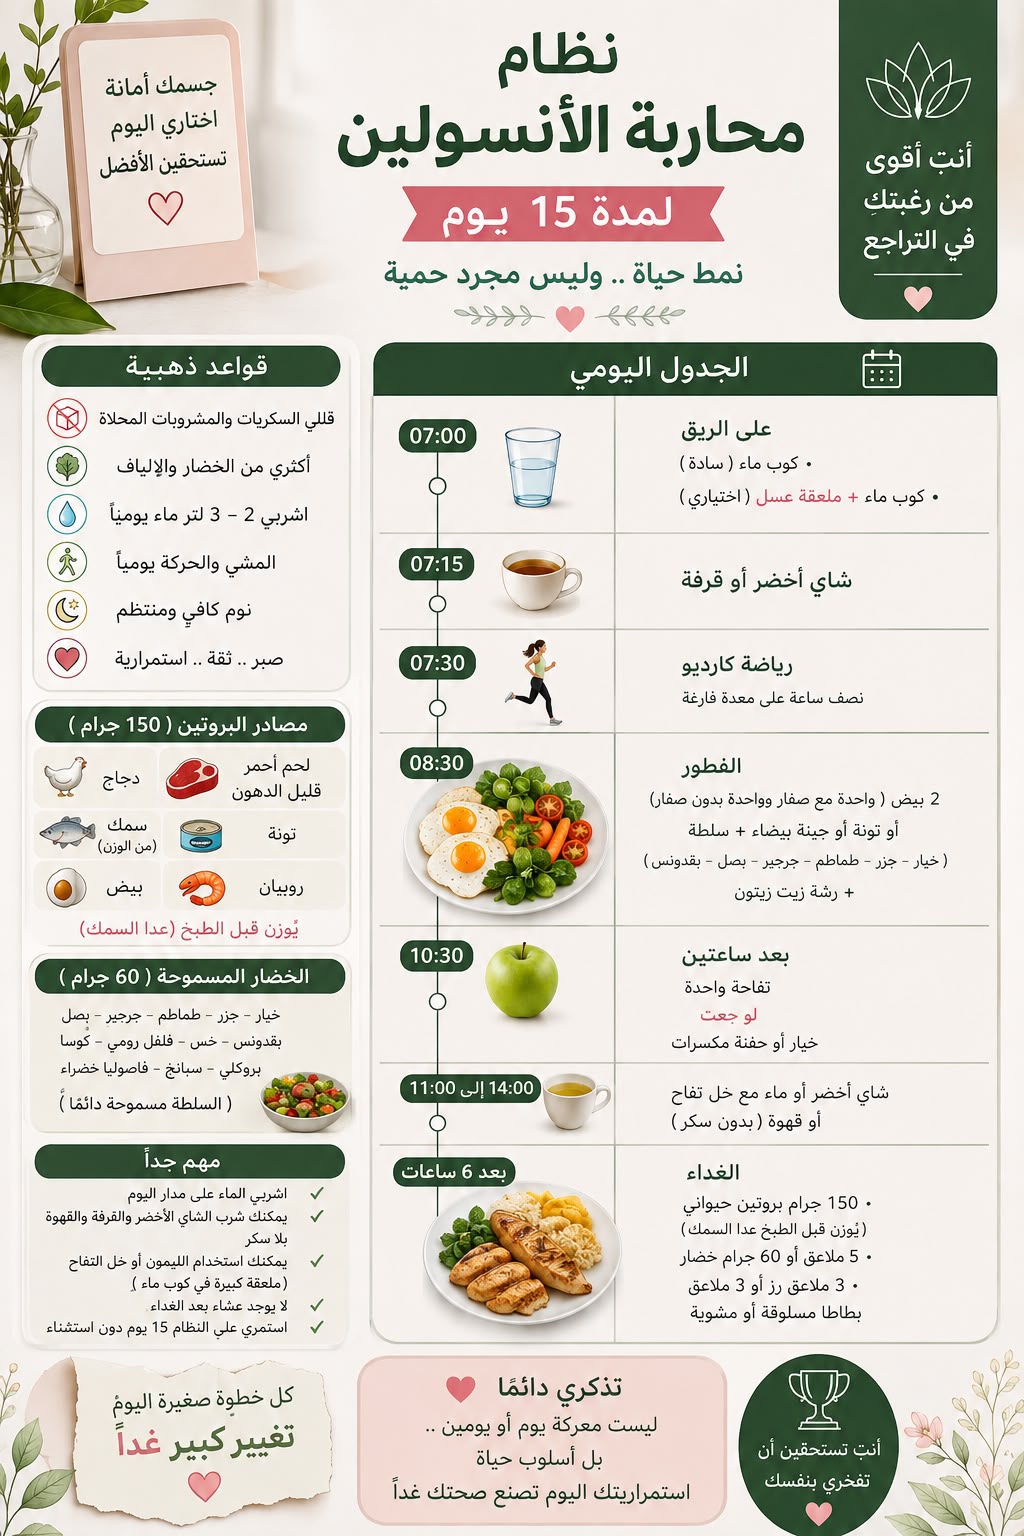 جسمك أمانة
اختاري اليوم
تستحقين الأفضل
نظام
محاربة الأنسولين
لمدة 15 يوم
نمط حياة .. وليس مجرد حمية
أنتِ أقوى
من رغبتكِ
في التراجع
الجدول اليومي
07:00
على الريق
• كوب ماء ( سادة )
• كوب ماء + ملعقة عسل ( اختياري )
07:15
شاي أخضر أو قرفة
07:30
رياضة كارديو
نصف ساعة على معدة فارغة
08:30
الفطور
2 بيض ( واحدة مع صفار وواحدة بدون صفار)
أو تونة أو جبنة بيضاء + سلطة
( خيار - جزر - طماطم - جرجير - بصل - بقدونس )
+ رشة زيت زيتون
10:30
بعد ساعتين
تفاحة واحدة
لو جعت
خيار أو حفنة مكسرات
11:00 إلى 14:00
شاي أخضر أو ماء مع خل تفاح
أو قهوة ( بدون سكر )
بعد 6 ساعات
الغداء
• 150 جرام بروتين حيواني
( يُوزن قبل الطبخ عدا السمك)
• 5 ملاعق أو 60 جرام خضار
• 3 ملاعق رز أو 3 ملاعق
بطاطا مسلوقة أو مشوية
قواعد ذهبية
قللي السكريات والمشروبات المحلاة
أكثري من الخضار والإلياف
اشربي 2 – 3 لتر ماء يومياً
المشي والحركة يومياً
نوم كافي ومنتظم
صبر .. ثقة .. استمرارية
مصادر البروتين ( 150 جرام )
لحم أحمر
قليل الدهون
دجاج
تونة
سمك
(من الوزن)
روبيان
بيض
يُوزن قبل الطبخ (عدا السمك)
الخضار المسموحة ( 60 جرام )
خيار - جزر - طماطم - جرجير - بصل
بقدونس - خس - فلفل رومي - كوسا
بروكلي - سبانخ - فاصوليا خضراء
( السلطة مسموحة دائمًا )
مهم جداً
اشربي الماء على مدار اليوم
يمكنك شرب الشاي الأخضر والقرفة والقهوة
بلا سكر
يمكنك استخدام الليمون أو خل التفاح
(ملعقة كبيرة في كوب ماء )
لا يوجد عشاء بعد الغداء
استمري علي النظام 15 يوم دون استثناء
كل خطوة صغيرة اليوم
تغيير كبير غداً
تذكري دائمًا
ليست معركة يوم أو يومين ..
بل أسلوب حياة
استمراريتك اليوم تصنع صحتك غداً
أنتِ تستحقين أن
تفخري بنفسك